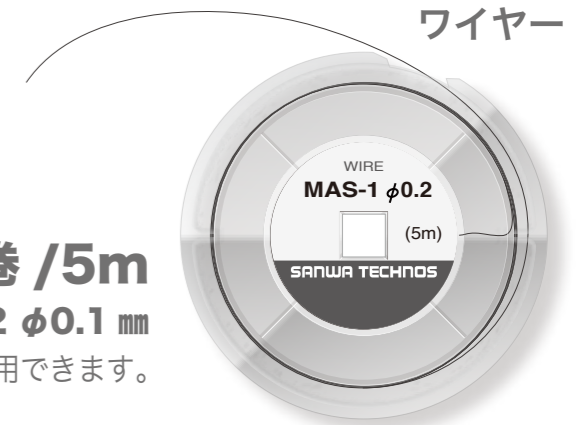 ワイヤー
WIRE
MAS-1 φ0.2
(5m)
SANWA TECHNOS
巻 /5m
2 φ0.1 ㎜
用できます。